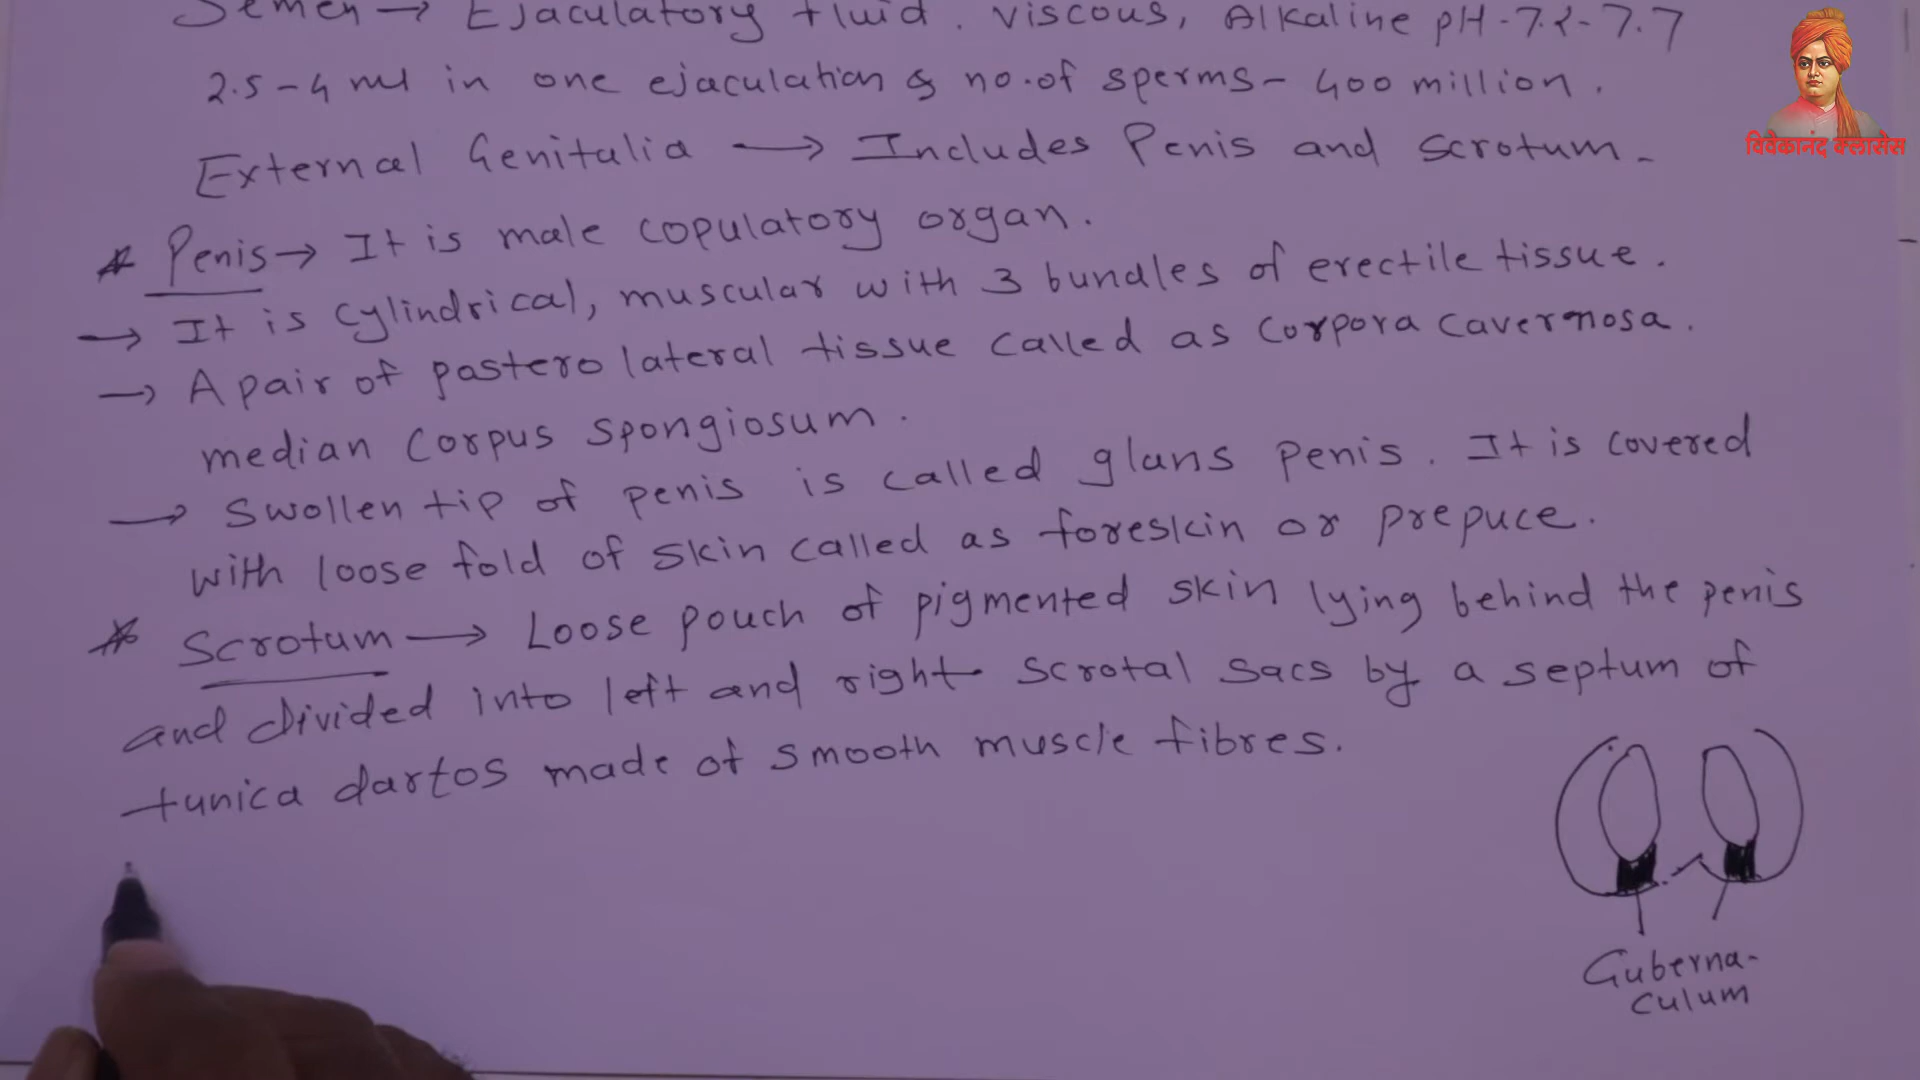 Semen → Ejaculatory fluid. Viscous, Alkaline pH-7.2-7.7
2.5-4 ml in one ejaculation & no. of sperms- 400 million.
External Genitalia → Includes Penis and scrotum-
* Penis → It is male copulatory organ.
→ It is cylindrical, muscular with 3 bundles of erectile tissue.
→ A pair of postero lateral tissue called as corpora cavernosa.
median corpus spongiosum.
→ Swollen tip of penis is called glans penis. It is covered
with loose fold of skin called as foreskin or prepuce.
* Scrotum → Loose pouch of pigmented skin lying behind the penis
and divided into left and right scrotal sacs by a septum of
tunica dartos made of smooth muscle fibres.
Guberna-
culum
विवेकानंद क्लासेस